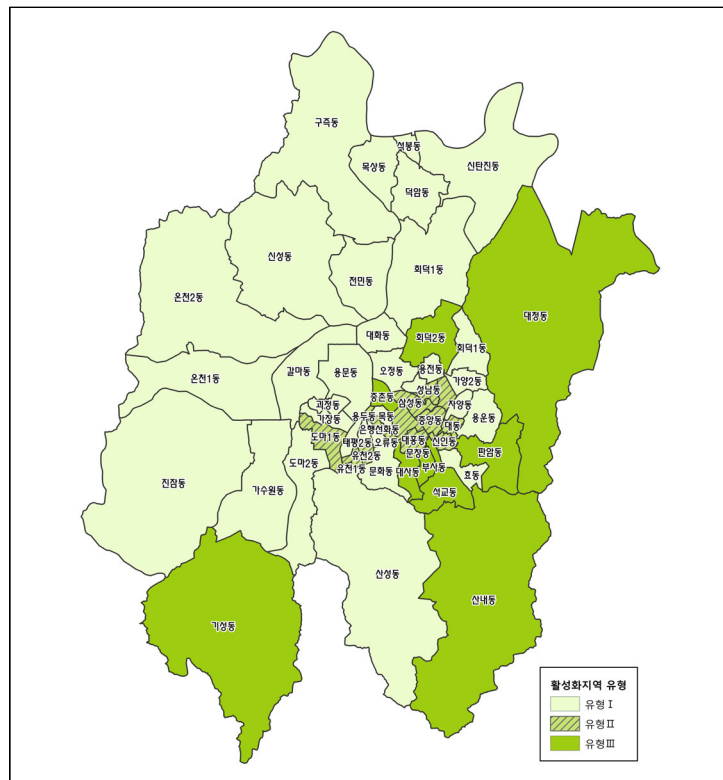 구즉동
석봉동
목상동
신탄진동
덕암동
신성동
전민동
회덕1동
온천2동
대청동
대화동
회덕2동
회덕1동
온천1동
갈마동
용문동
오정동
용전동
가양2동
성남동
괴정동
중촌동
삼성동
자양동
가장동
용두동
목동
중앙동
대동
용운동
도마1동
은행선화동
태평2동
오류동
대흥동
신인동
유천2동
문창동
판암동
도마2동
유천1동
문화동
대사동
부사동
효동
진잠동
가수원동
석교동
산성동
산내동
기성동
활성화지역 유형
유형Ⅰ
유형Ⅱ
유형Ⅲ